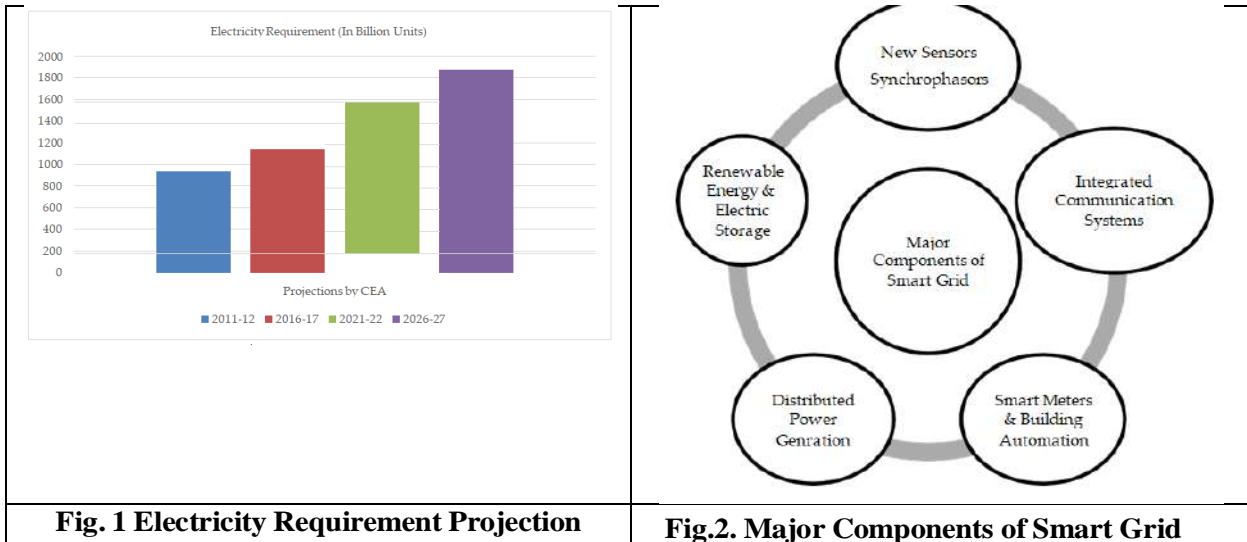 Electricity Requirement (In Billion Units)
2000
1800
1600
1400
1200
1000
800
600
400
200
0
Projections by CEA
2011-12 2016-17 2021-22 2026-27
Fig. 1 Electricity Requirement Projection
New Sensors
Synchrophasors
Renewable
Energy &
Electric
Storage
Integrated
Communication
Systems
Major
Components of
Smart Grid
Distributed
Power
Genration
Smart Meters
& Building
Automation
Fig.2. Major Components of Smart Grid